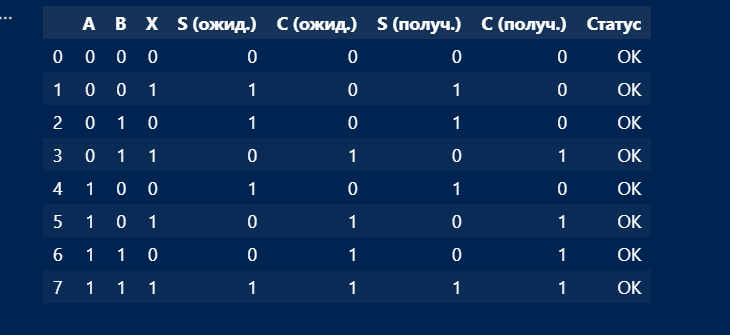 ...
A B X S (ожид.) C (ожид.) S (получ.) C (получ.) Статус
0 0 0 0 0 0 0 0 OK
1 0 0 1 1 0 1 0 OK
2 0 1 0 1 0 1 0 OK
3 0 1 1 0 1 0 1 OK
4 1 0 0 1 0 1 0 OK
5 1 0 1 0 1 0 1 OK
6 1 1 0 0 1 0 1 OK
7 1 1 1 1 1 1 1 OK